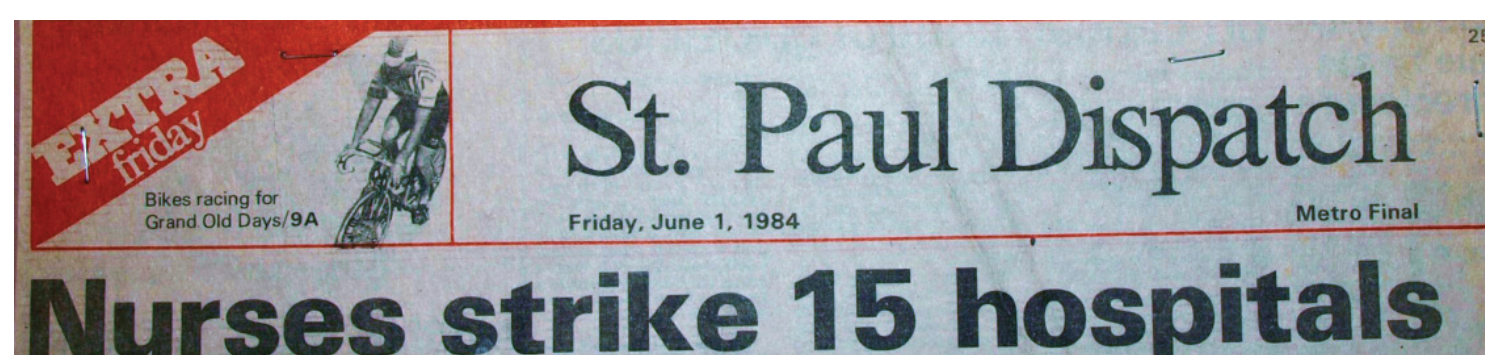 EXTRA
friday
Bikes racing for
Grand Old Days/9A
St. Paul Dispatch
Friday, June 1, 1984
Metro Final
Nurses strike 15 hospitals